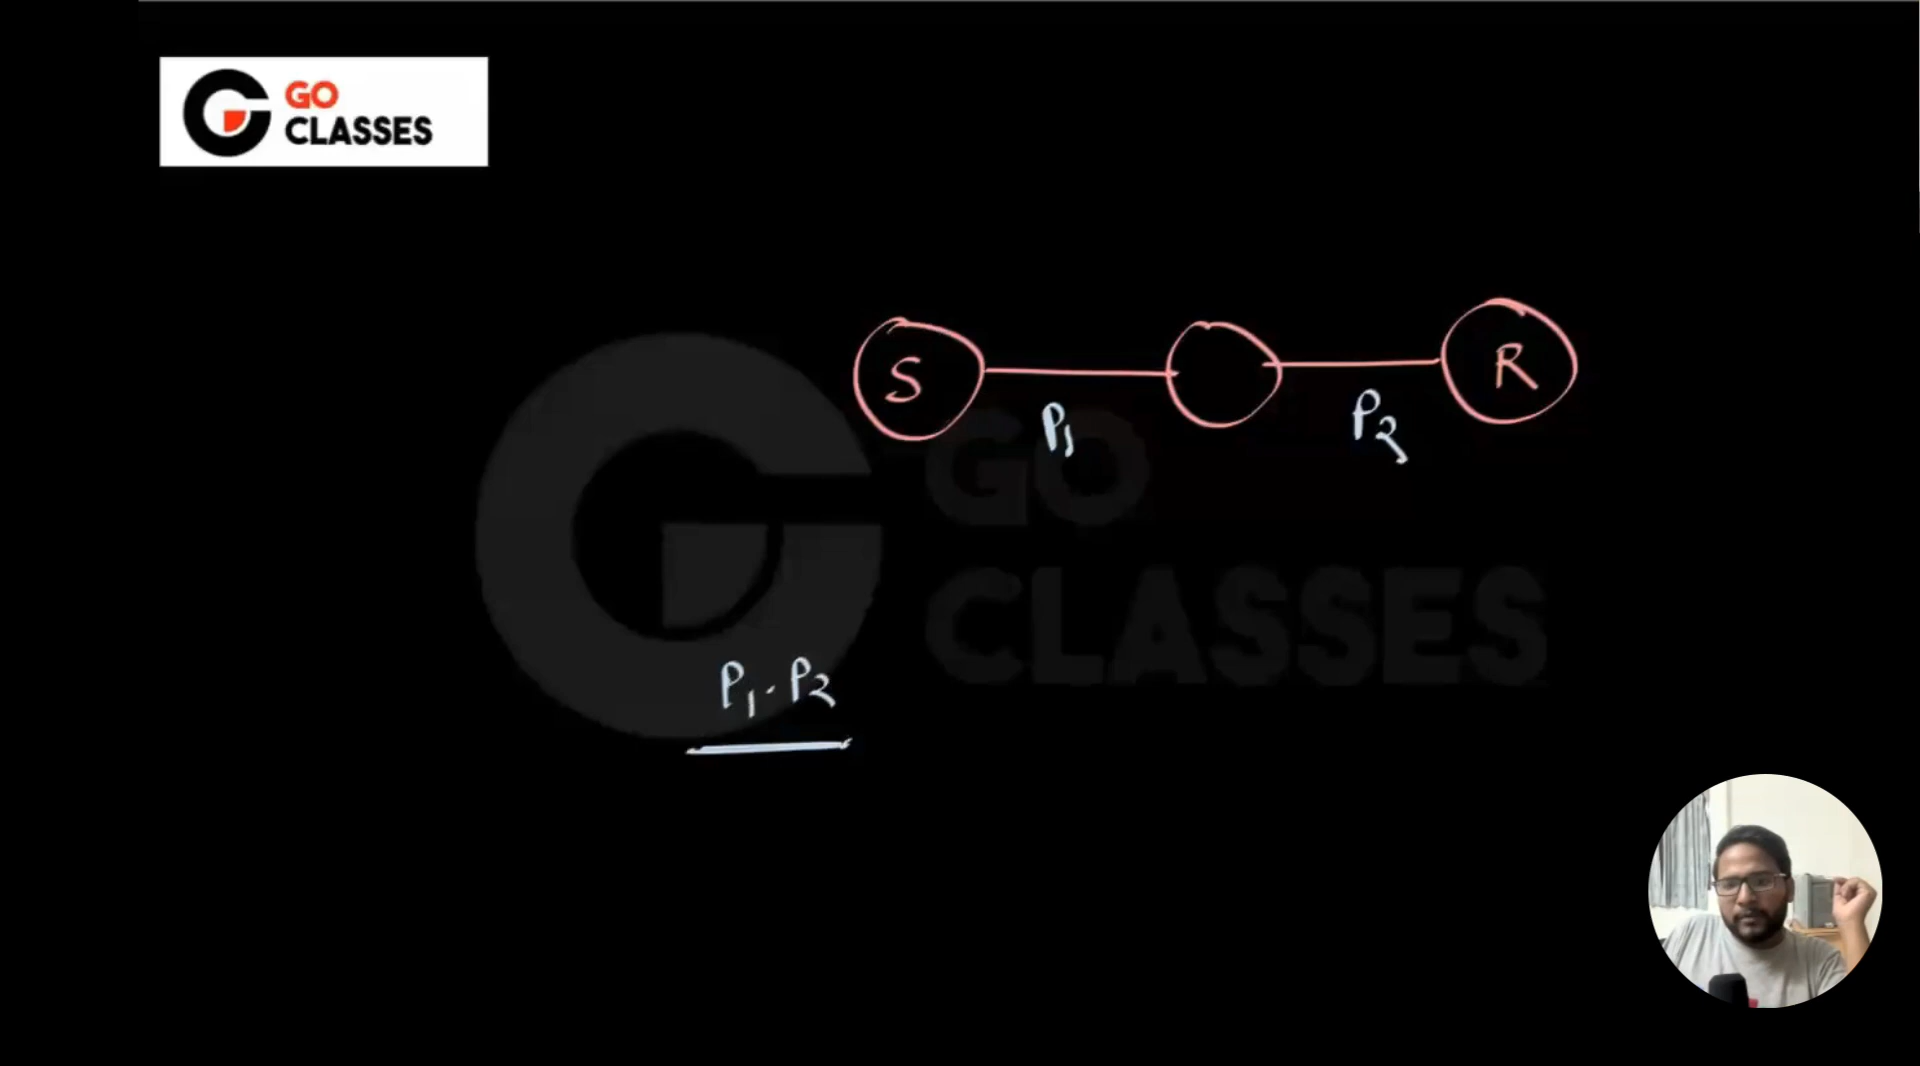 GO
CLASSES
S R
P1 P2
GO
CLASSES
P1 . P2